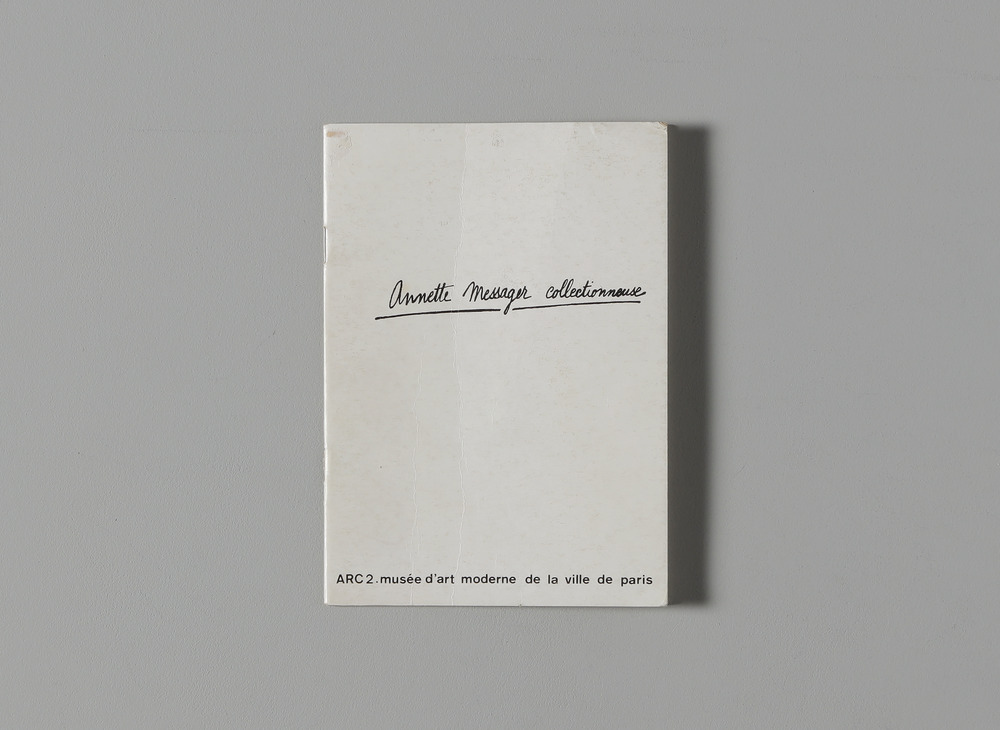 Annette Messager collectionneuse
ARC 2. musée d'art moderne de la ville de paris